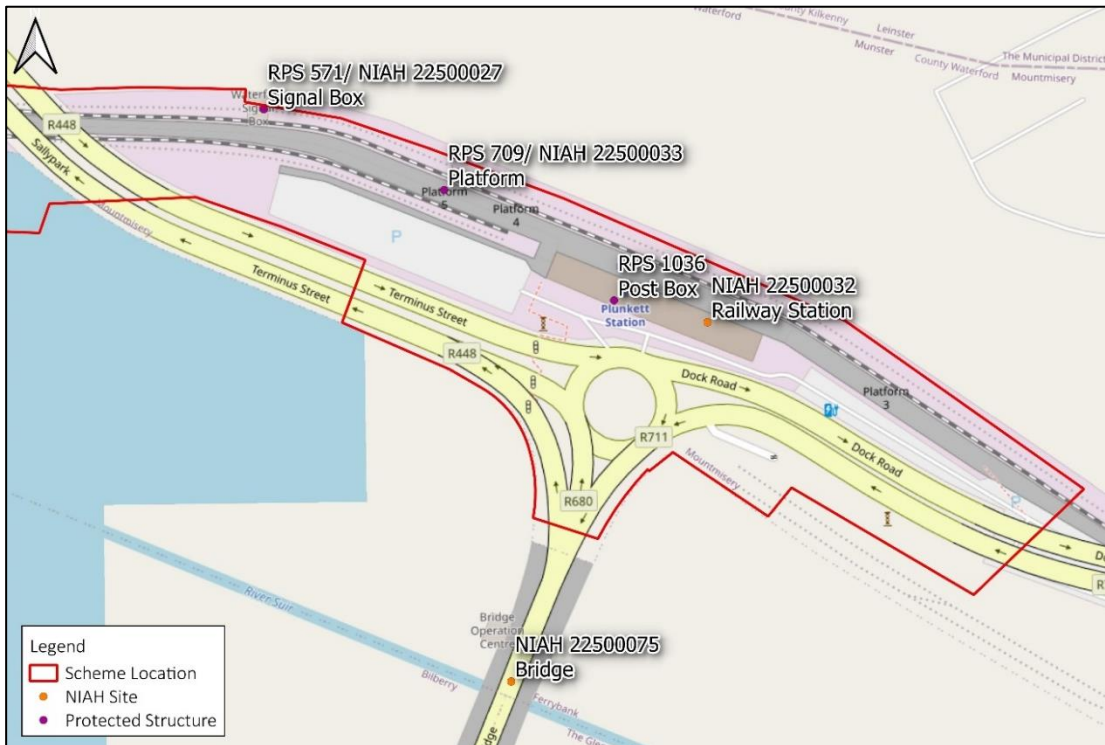 County Kilkenny
Waterford
Leinster
Munster
The Municipal District
County Waterford
Mountmisery
RPS 571/ NIAH 22500027
Signal Box
Signal
Box
R448
Sallypark
RPS 709/ NIAH 22500033
Platform
Platform
5
Platform
4
Mountmisery
P
RPS 1036
Post Box
NIAH 22500032
Railway Station
Plunkett
Station
Terminus Street
Terminus Street
R448
Dock Road
Platform
3
R711
Dock Road
Mountmisery
R680
P
River Suir
Bridge
Operation
Centre
NIAH 22500075
Bridge
Bilberry
Ferrybank
Legend
Scheme Location
NIAH Site
Protected Structure